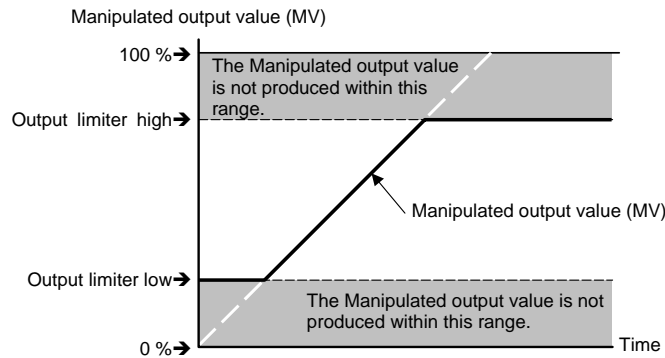 Manipulated output value (MV)
100 %➔
The Manipulated output value
is not produced within this
range.
Output limiter high➔
Manipulated output value (MV)
Output limiter low➔
The Manipulated output value is not
produced within this range.
0 %➔
Time